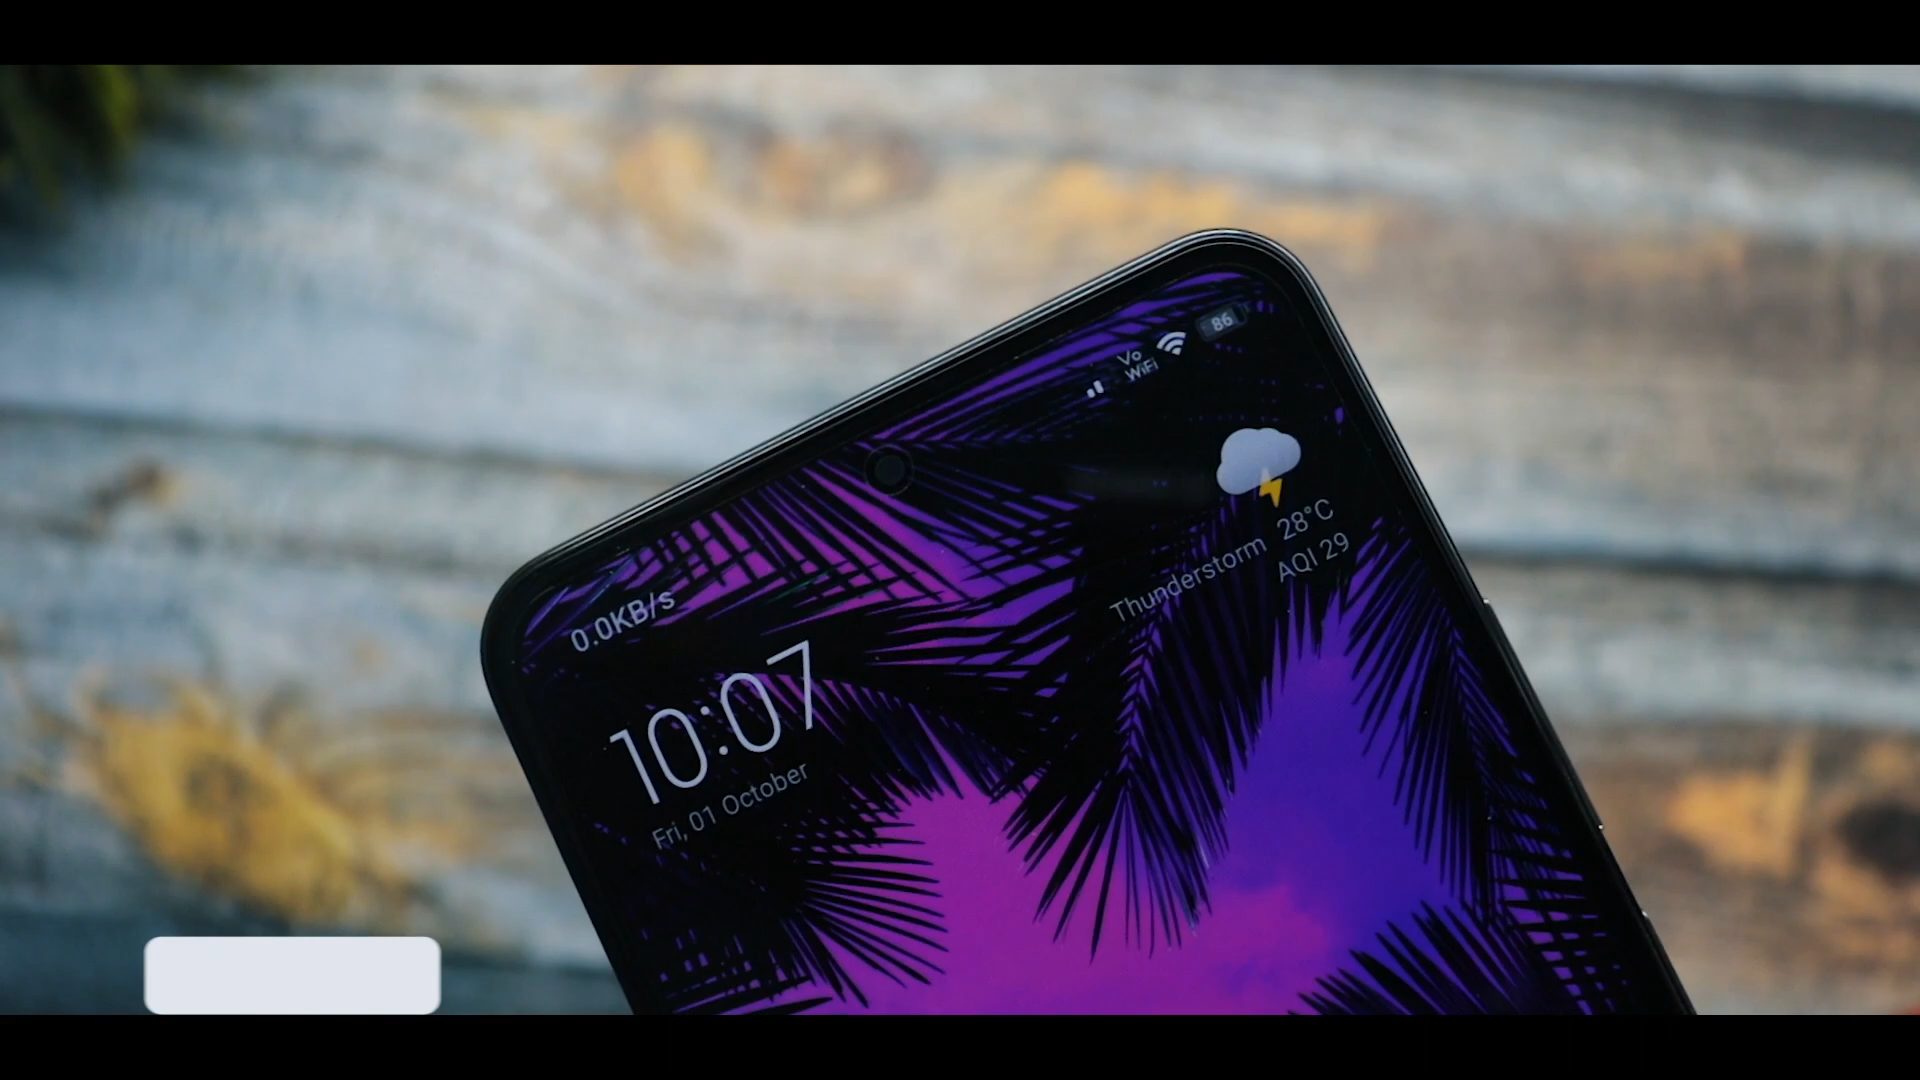 86
Vo
WiFi
28°C
Thunderstorm
AQI 29
0.0KB/s
10:07
Fri, 01 October